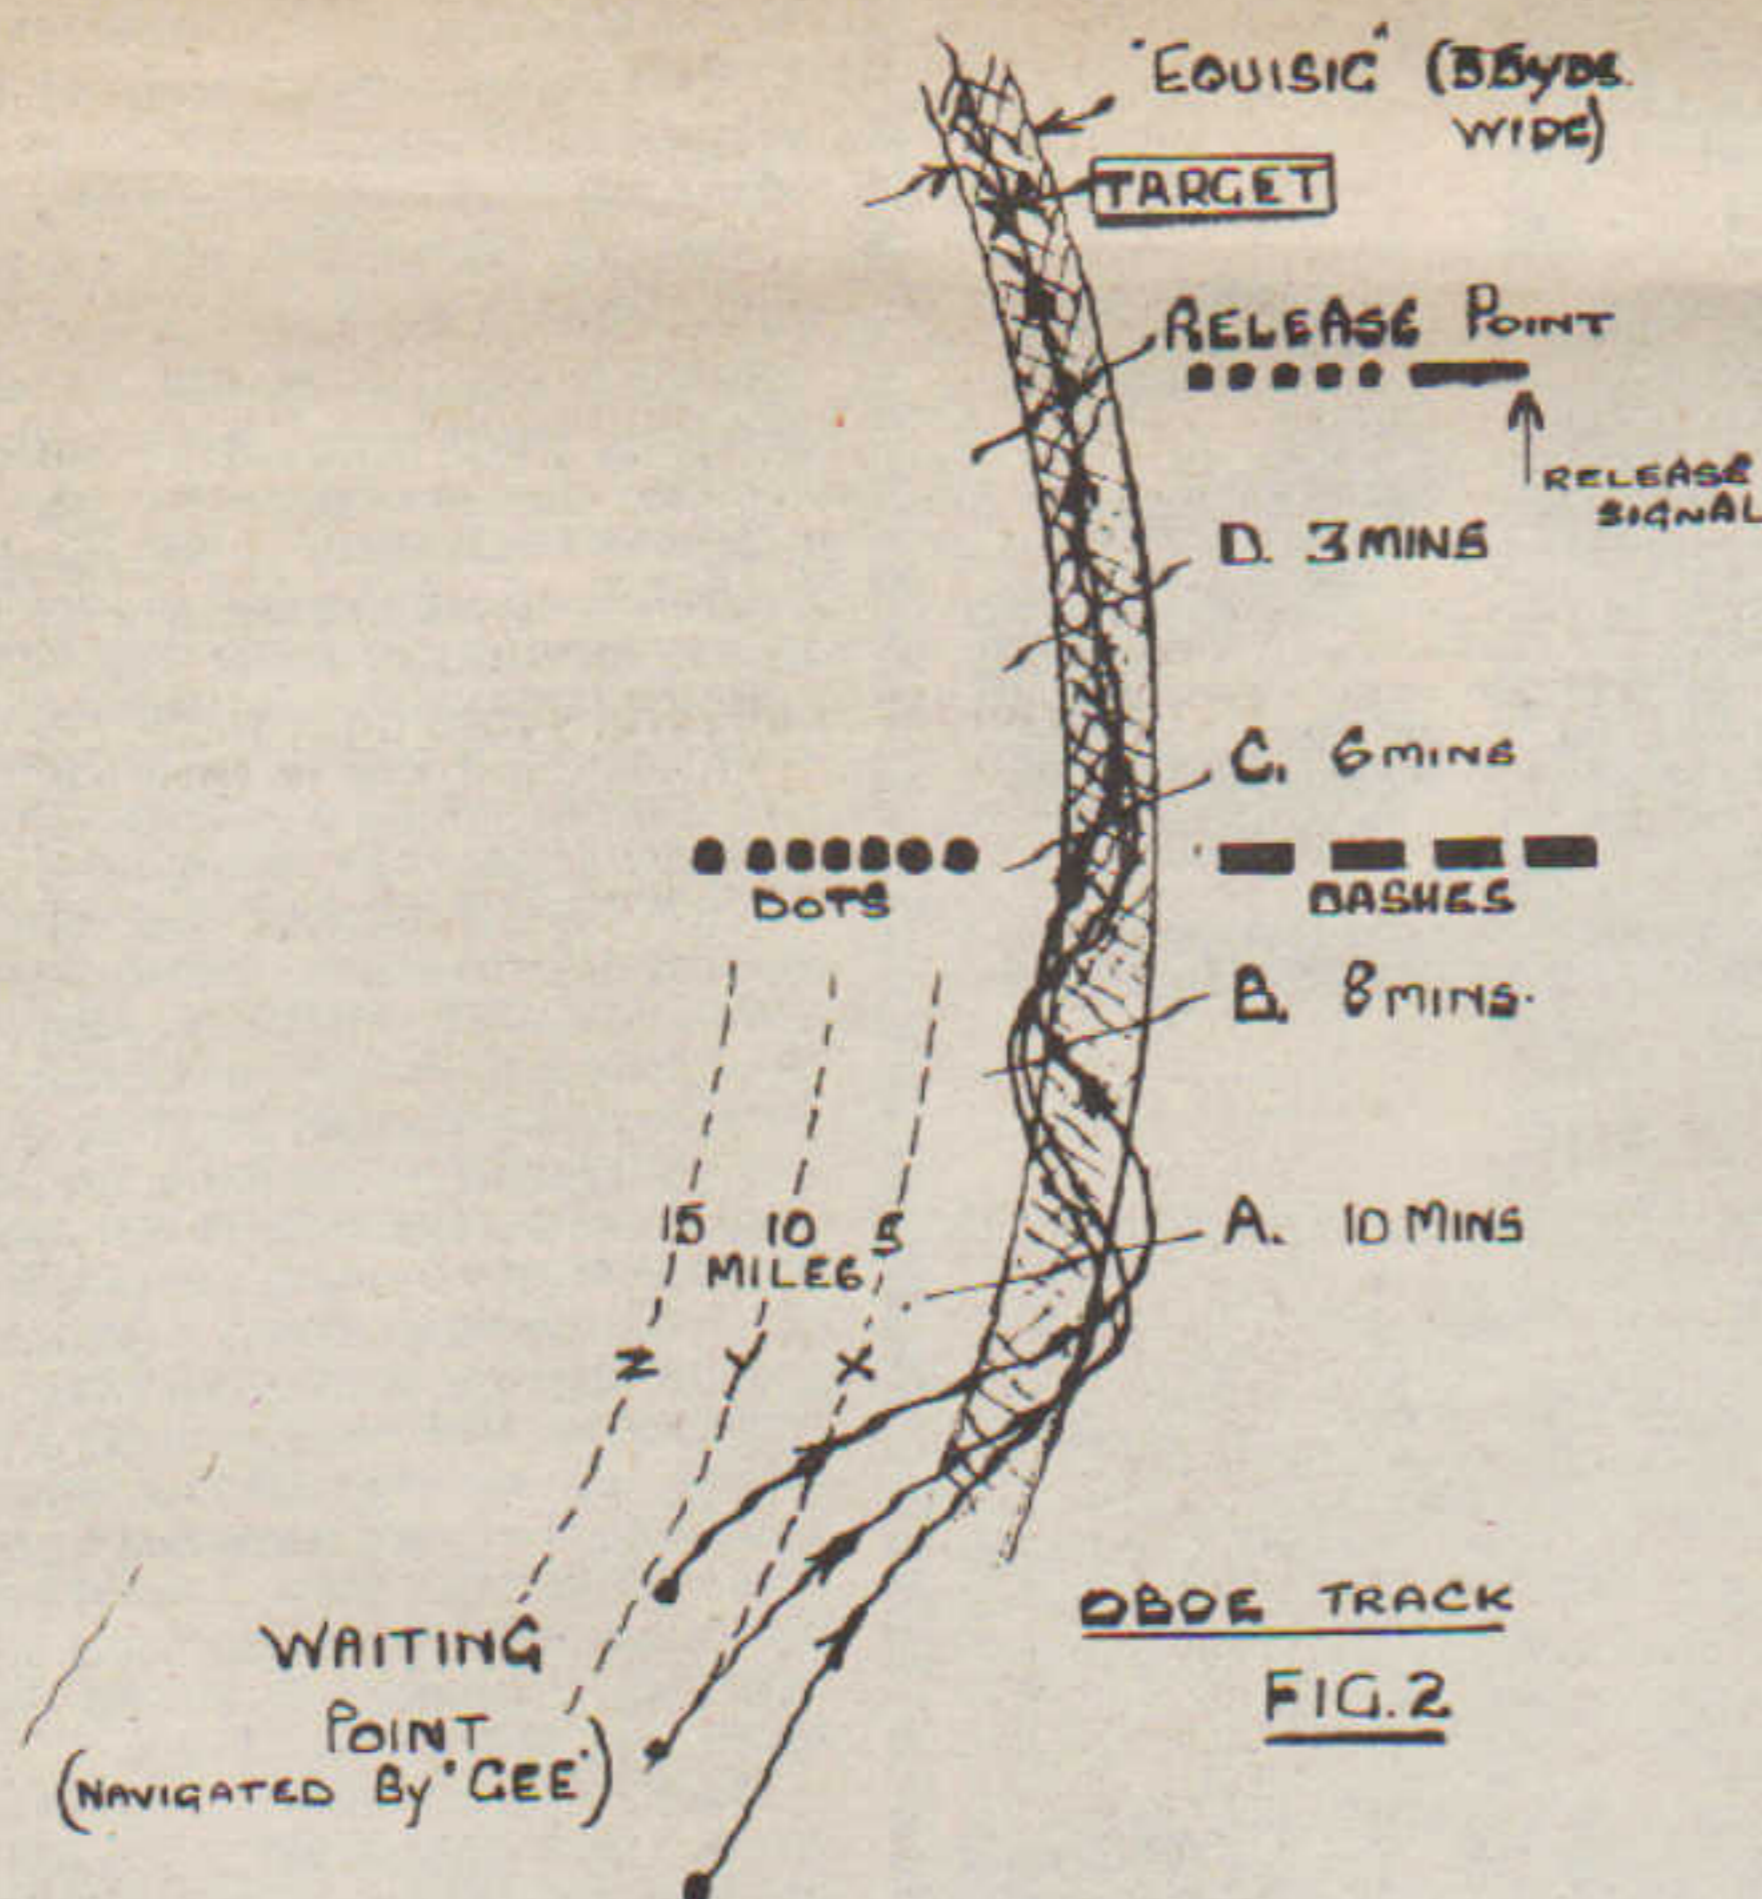 "EQUISIG" (
WIDE)
TARGET
RELEASE POINT
RELEASE
SIGNAL
D. 3 MINS
C. 6 MINS
DOTS
DASHES
B. 8 MINS.
A. 10 MINS
15 10 5
MILES
Z Y X
WAITING
POINT
(NAVIGATED By "GEE")
OBOE TRACK
FIG. 2